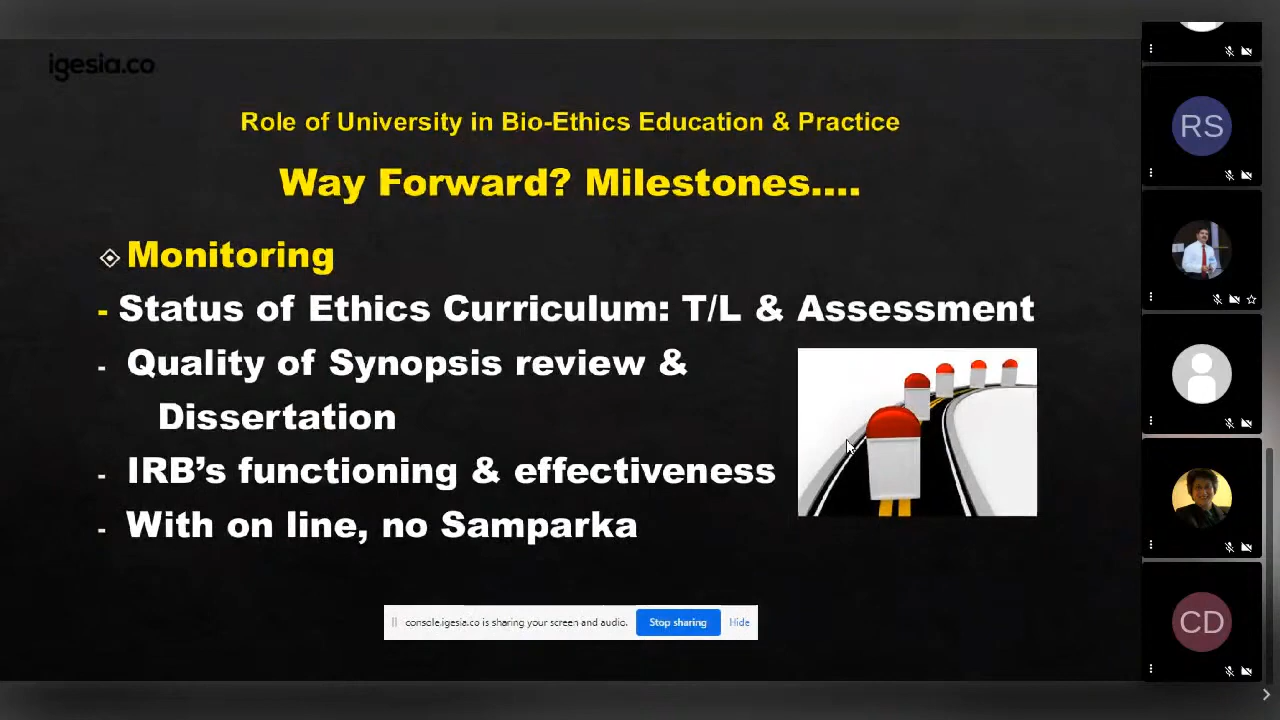 igesia.co
Role of University in Bio-Ethics Education & Practice
Way Forward? Milestones....
Monitoring
- Status of Ethics Curriculum: T/L & Assessment
- Quality of Synopsis review &
Dissertation
- IRB’s functioning & effectiveness
- With on line, no Samparka
console.igesia.co is sharing your screen and audio. Stop sharing Hide
RS
CD